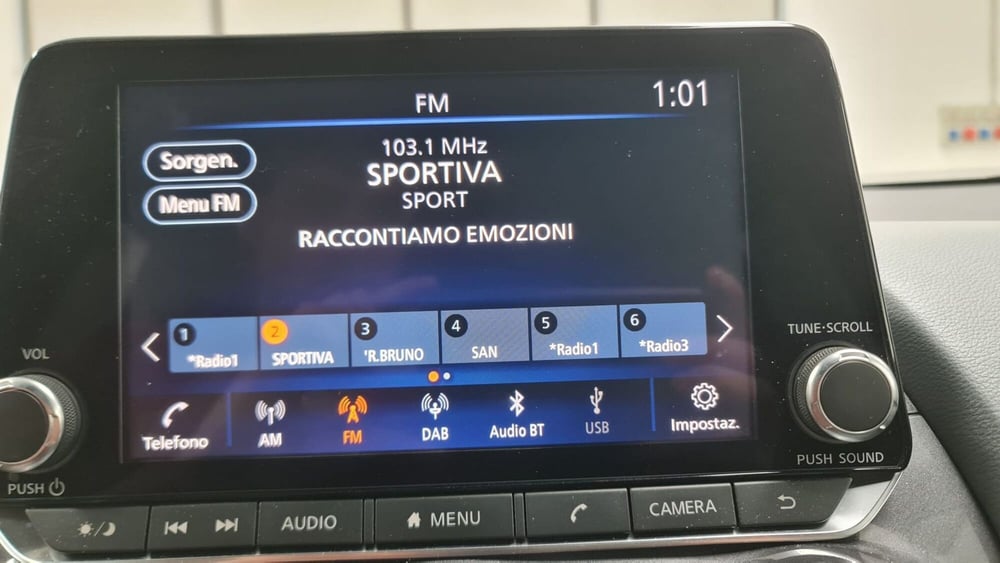 FM
1:01
Sorgen.
Menu FM
103.1 MHz
SPORTIVA
SPORT
RACCONTIAMO EMOZIONI
1
*Radio1
2
SPORTIVA
3
'R.BRUNO
4
SAN
5
*Radio1
6
*Radio3
Telefono
AM
FM
DAB
Audio BT
USB
Impostaz.
VOL
PUSH
TUNE·SCROLL
PUSH SOUND
AUDIO
MENU
CAMERA